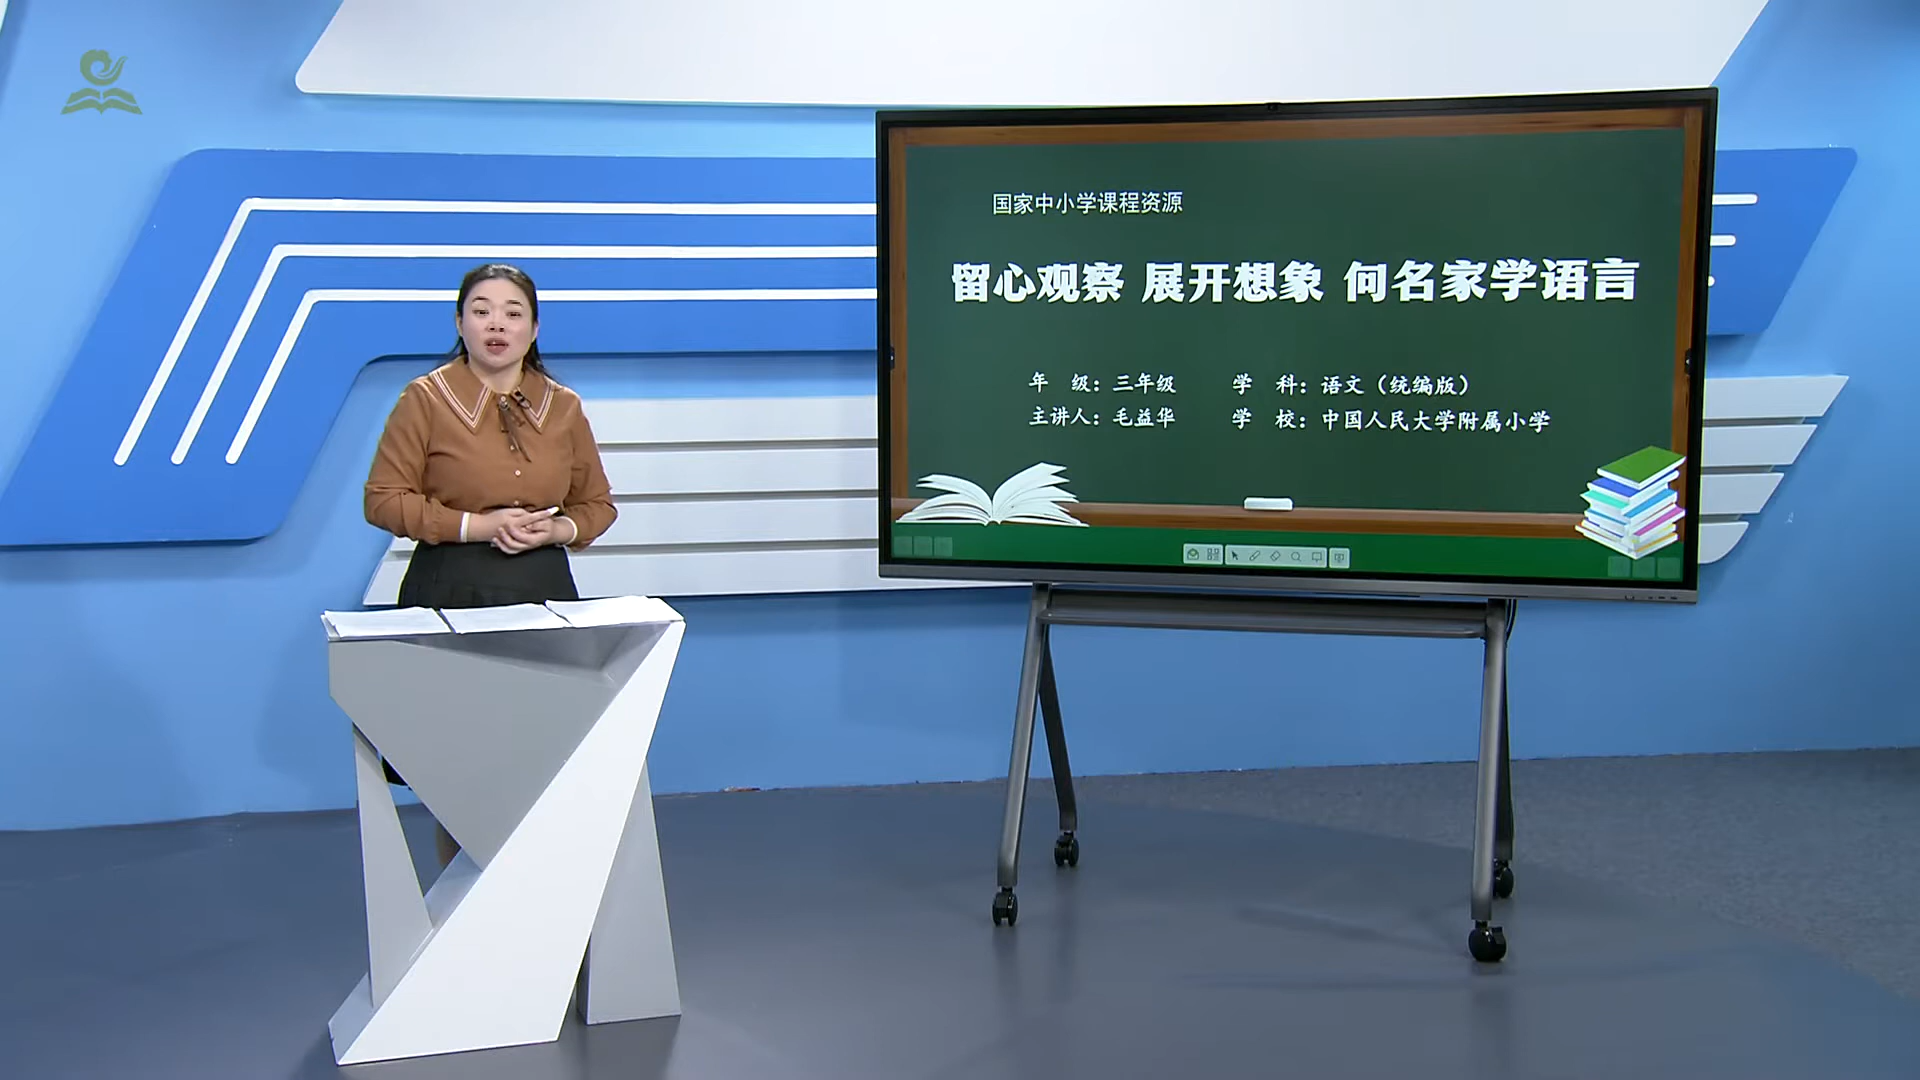 国家中小学课程资源
留心观察 展开想象 向名家学语言
年 级：三年级 学 科：语文（统编版）
主讲人：毛益华 学 校：中国人民大学附属小学